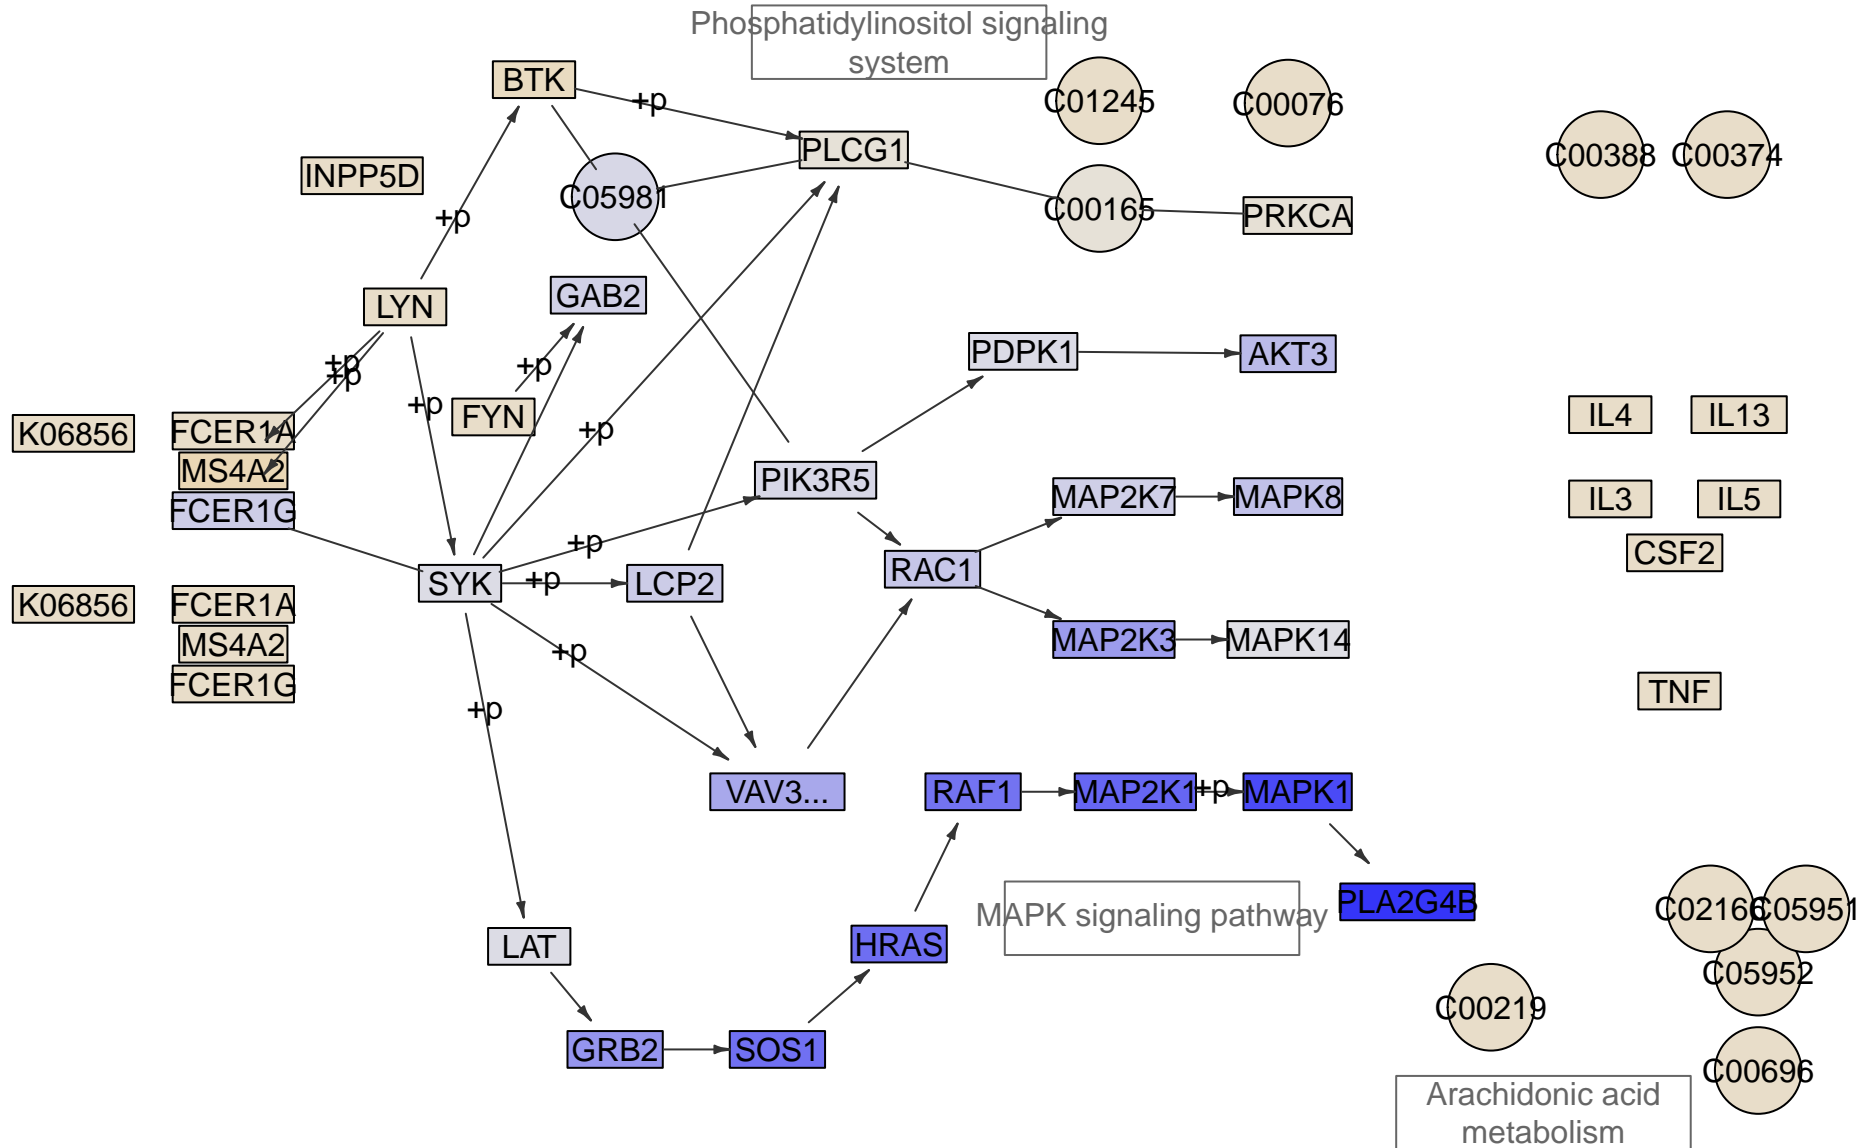 Phosphatidylinositol signaling
system
BTK
+p
C01245
C00076
PLCG1
C00388
C00374
INPP5D
C05981
C00165
PRKCA
+p
LYN
GAB2
PDPK1
AKT3
+p
+p
+p
+p
FYN
+p
K06856
FCER1A
MS4A2
FCER1G
IL4
IL13
PIK3R5
MAP2K7
MAPK8
IL3
IL5
+p
CSF2
SYK
+p
LCP2
RAC1
K06856
FCER1A
MS4A2
FCER1G
+p
MAP2K3
MAPK14
TNF
+p
VAV3...
RAF1
MAP2K1
+p
MAPK1
PLA2G4B
MAPK signaling pathway
C02166
C05951
LAT
HRAS
C05952
C00219
GRB2
SOS1
C00696
Arachidonic acid
metabolism